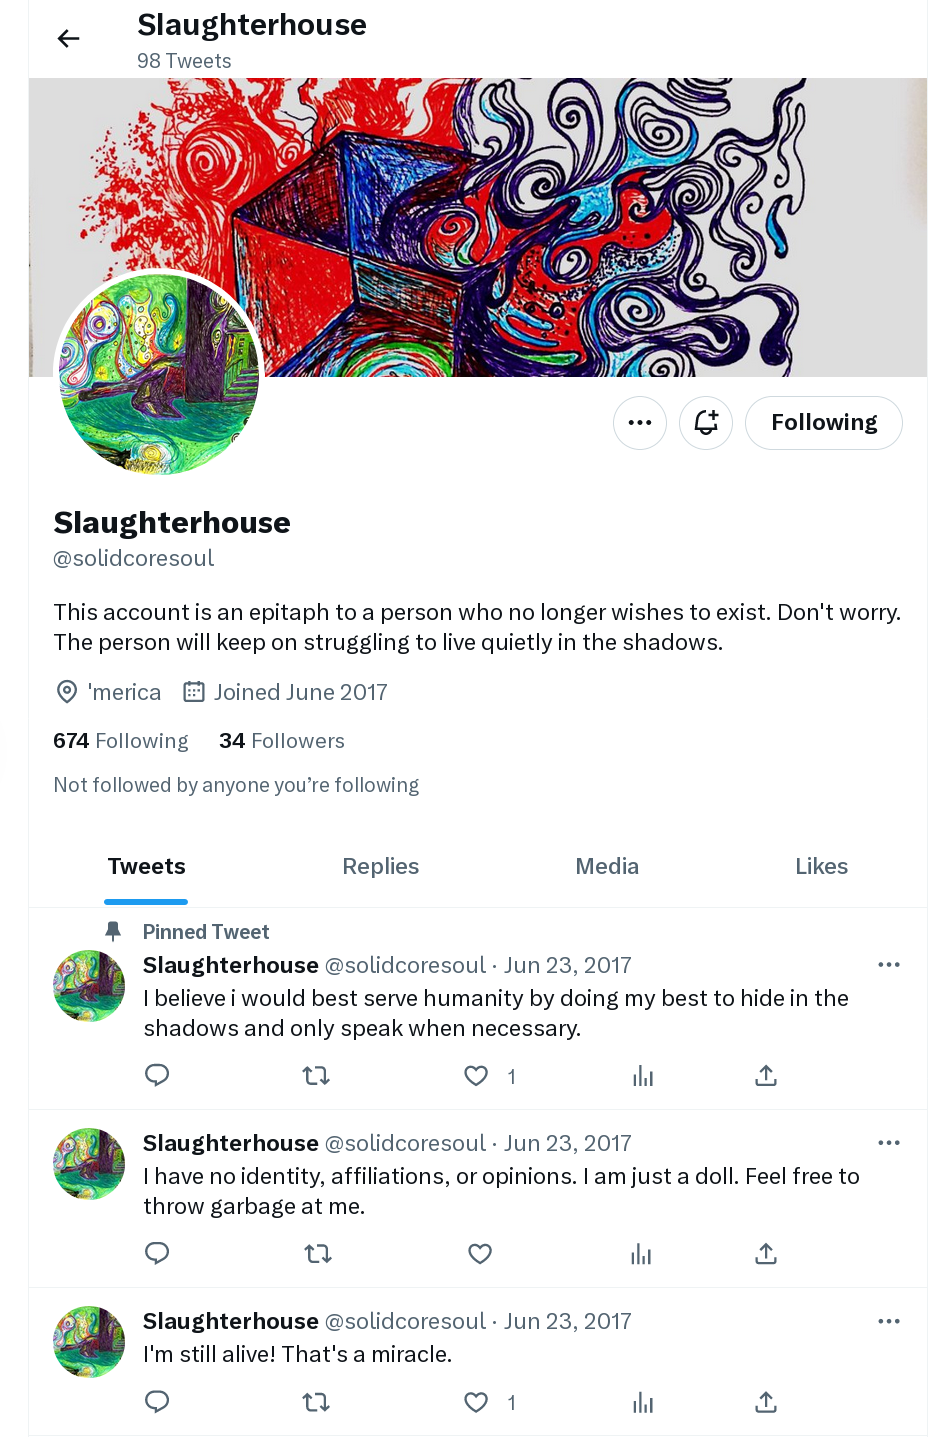 Slaughterhouse
98 Tweets
Following
Slaughterhouse
@solidcoresoul
This account is an epitaph to a person who no longer wishes to exist. Don't worry.
The person will keep on struggling to live quietly in the shadows.
'merica Joined June 2017
674 Following 34 Followers
Not followed by anyone you’re following
Tweets Replies Media Likes
Pinned Tweet
Slaughterhouse @solidcoresoul · Jun 23, 2017
I believe i would best serve humanity by doing my best to hide in the
shadows and only speak when necessary.
1
Slaughterhouse @solidcoresoul · Jun 23, 2017
I have no identity, affiliations, or opinions. I am just a doll. Feel free to
throw garbage at me.
Slaughterhouse @solidcoresoul · Jun 23, 2017
I'm still alive! That's a miracle.
1